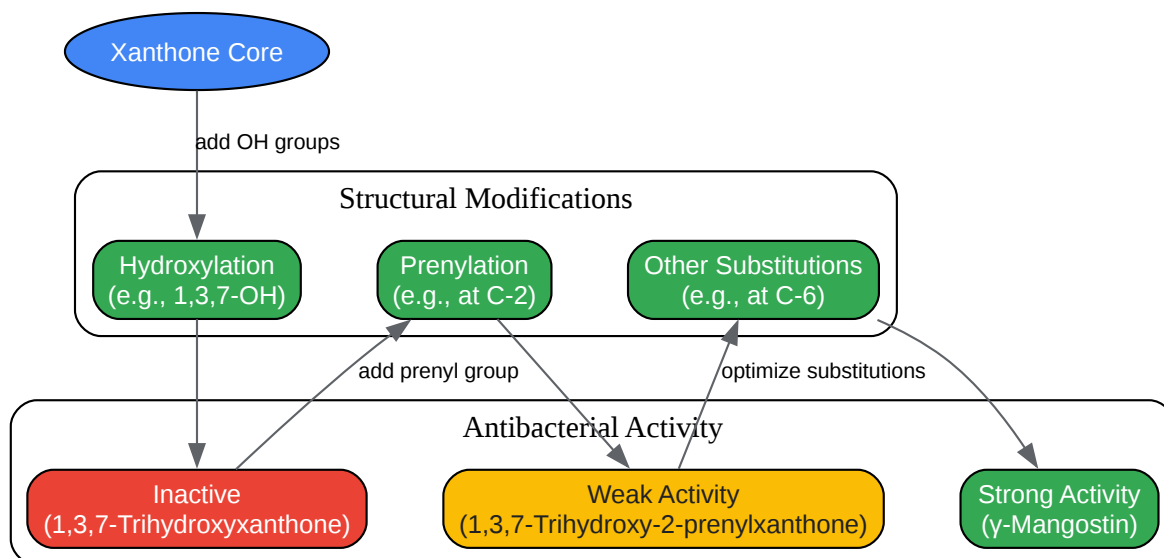 Xanthone Core
add OH groups
Structural Modifications
Hydroxylation
(e.g., 1,3,7-OH)
Prenylation
(e.g., at C-2)
Other Substitutions
(e.g., at C-6)
add prenyl group
optimize substitutions
Antibacterial Activity
Inactive
(1,3,7-Trihydroxyxanthone)
Weak Activity
(1,3,7-Trihydroxy-2-prenylxanthone)
Strong Activity
(γ-Mangostin)